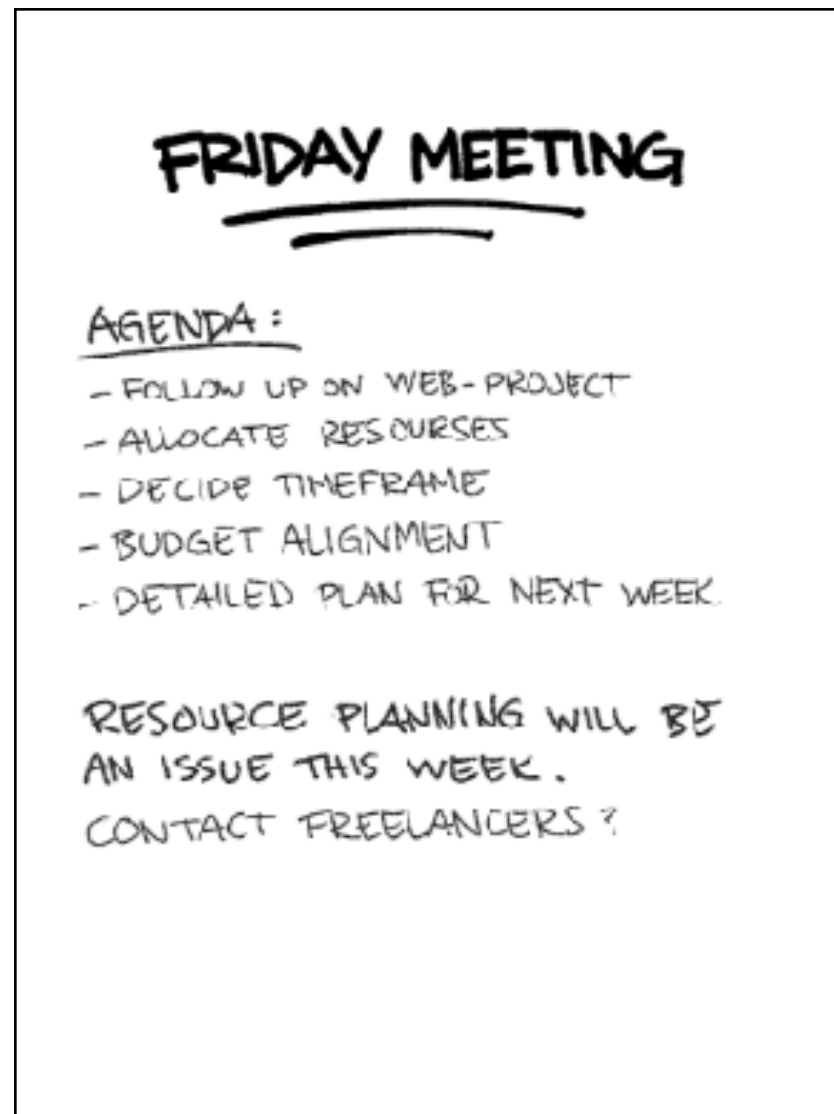 FRIDAY MEETING
AGENDA:
- FOLLOW UP ON WEB-PROJECT
- ALLOCATE RESOURSES
- DECIDE TIMEFRAME
- BUDGET ALIGNMENT
- DETAILED PLAN FOR NEXT WEEK
RESOURCE PLANNING WILL BE
AN ISSUE THIS WEEK.
CONTACT FREELANCERS?